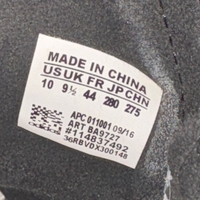 MADE IN CHINA
US UK FR JP CHN
10 9½ 44 280 275
APC 011001 09/16
ART BA9727
#114837492
36RBVDX300148
adidas